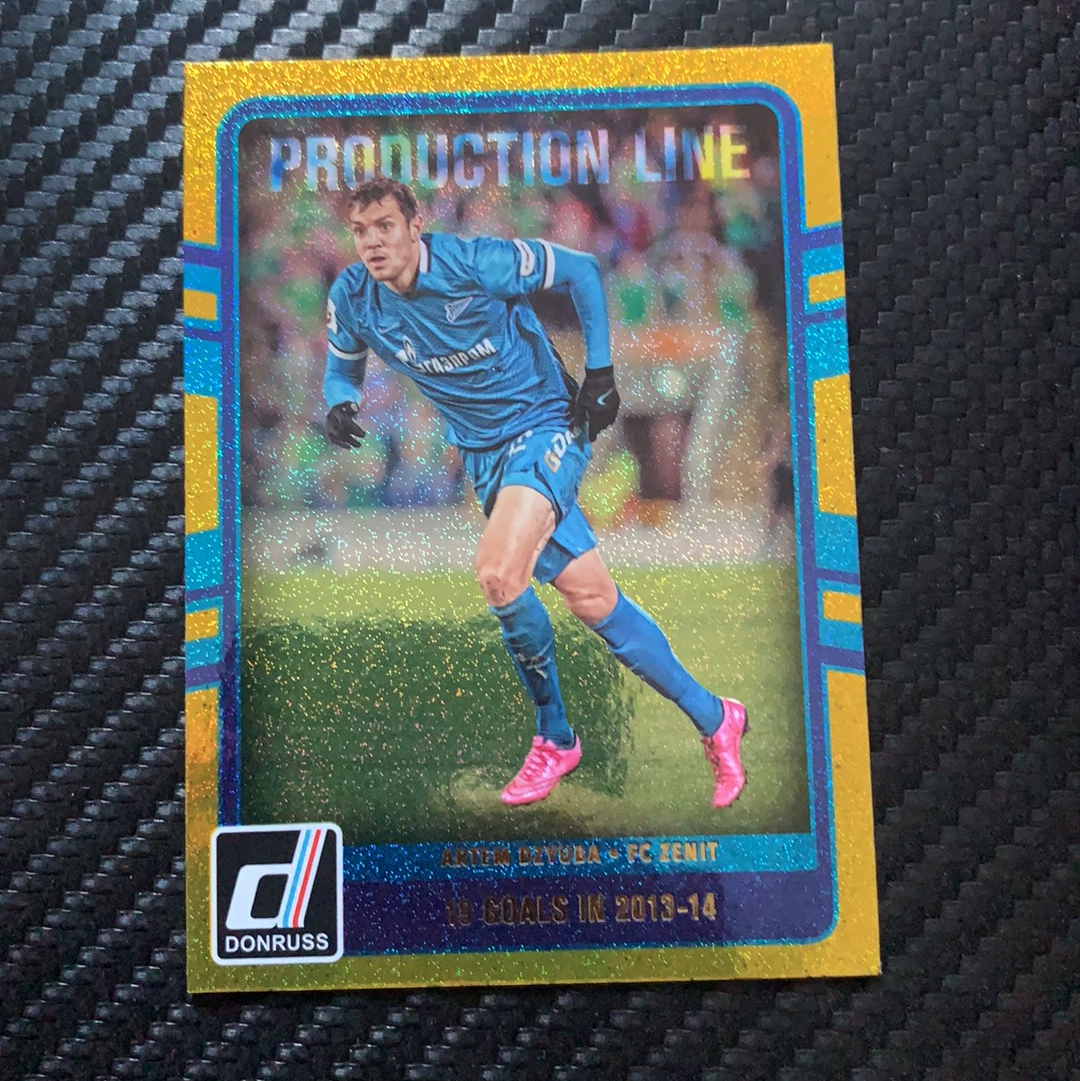 PRODUCTION LINE
ГАЗПРОМ
ARTEM DZYUBA • FC ZENIT
GOALS IN 2013-14
d
DONRUSS